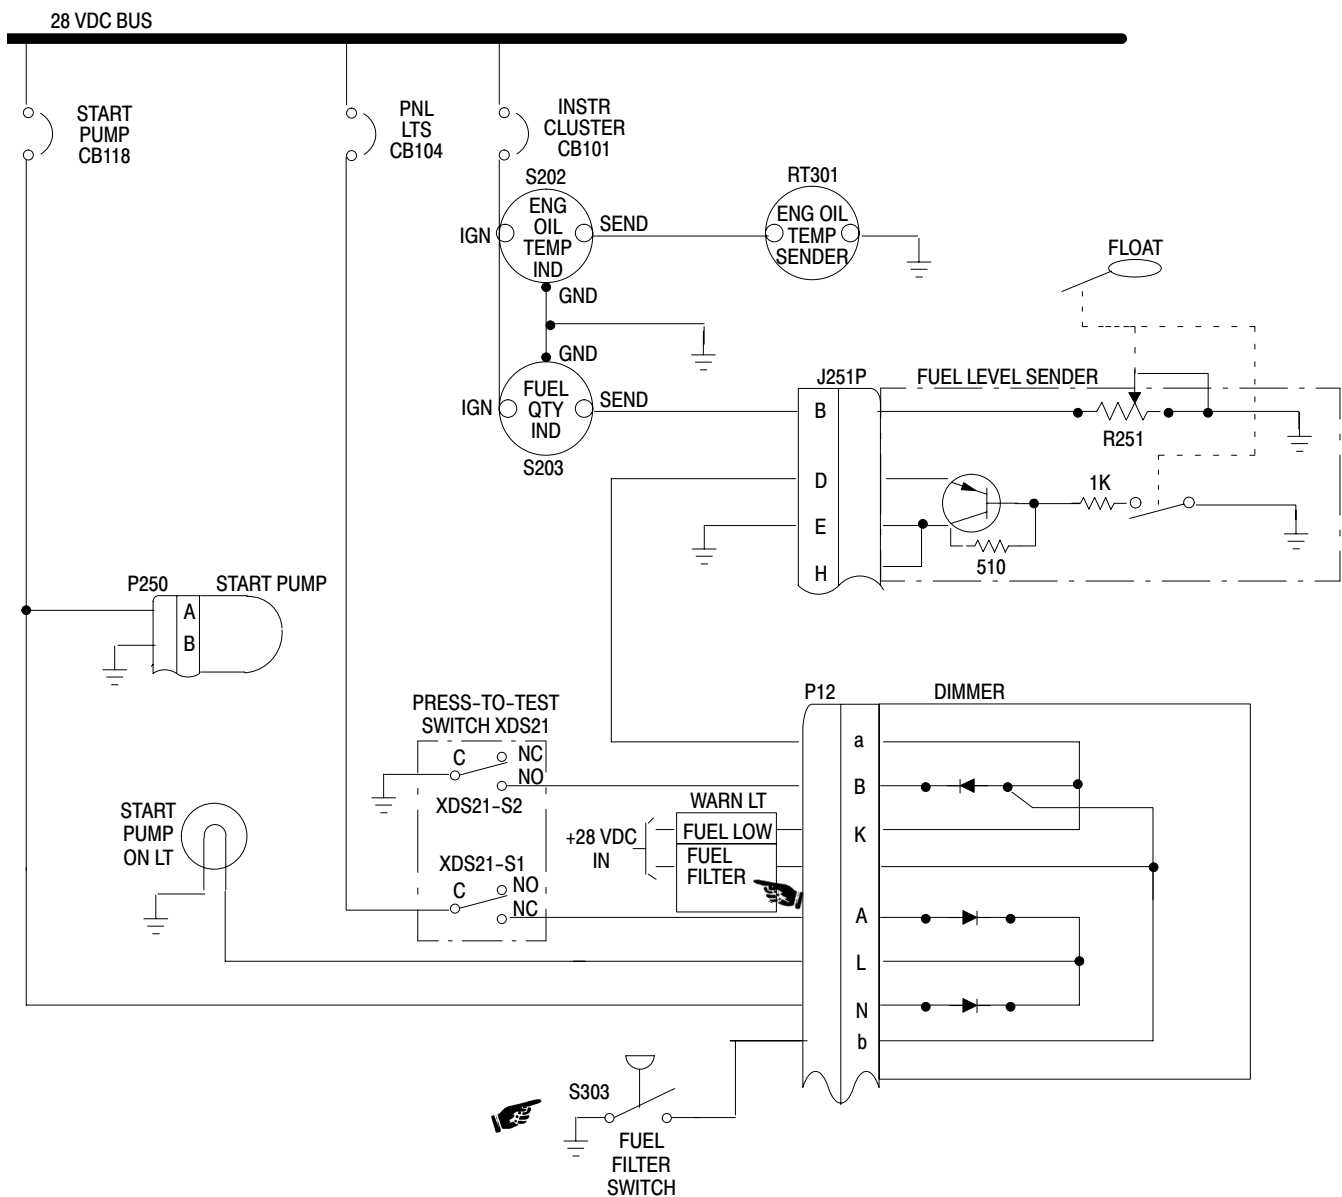 28 VDC BUS
START
PUMP
CB118
PNL
LTS
CB104
INSTR
CLUSTER
CB101
S202
ENG
OIL
TEMP
IND
IGN
SEND
GND
RT301
ENG OIL
TEMP
SENDER
FLOAT
GND
IGN
FUEL
QTY
IND
SEND
S203
J251P
FUEL LEVEL SENDER
B
R251
D
1K
E
510
H
P250
START PUMP
A
B
PRESS-TO-TEST
SWITCH XDS21
C
NC
NO
XDS21-S2
XDS21-S1
C
NO
NC
START
PUMP
ON LT
+28 VDC
IN
WARN LT
FUEL LOW
FUEL
FILTER
P12
DIMMER
a
B
K
A
L
N
b
S303
FUEL
FILTER
SWITCH